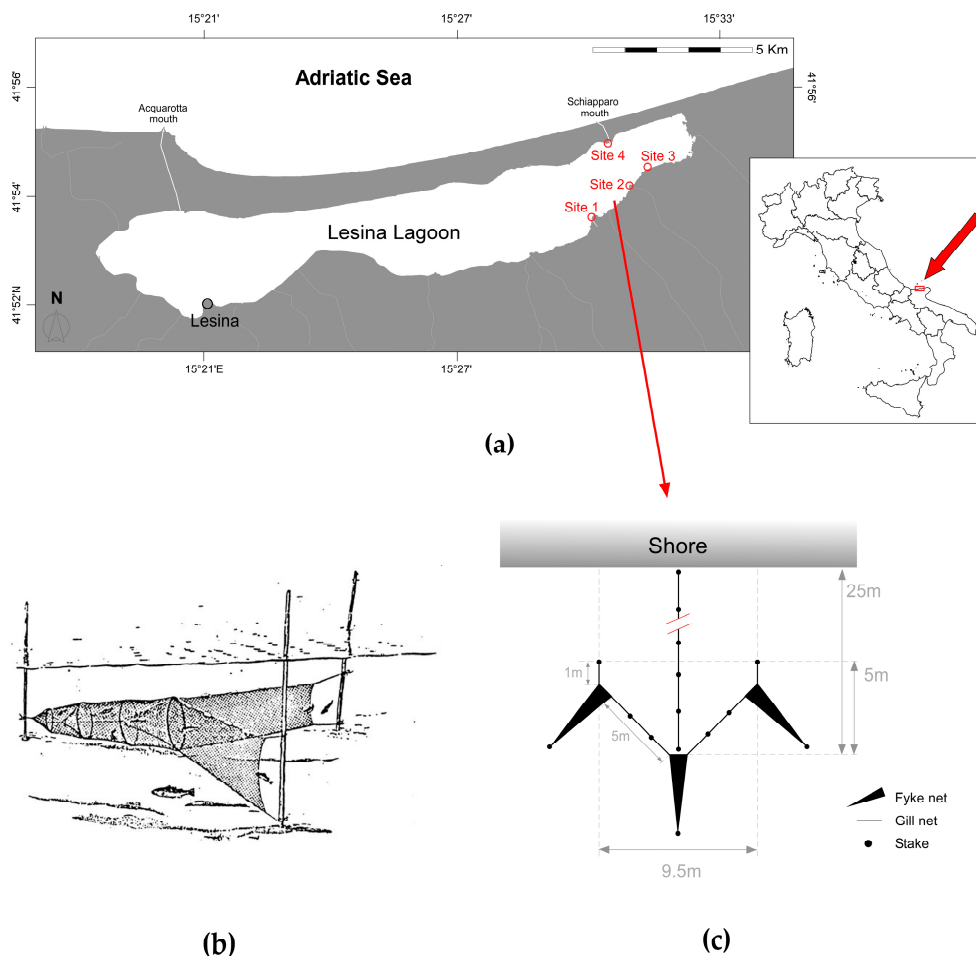 15°21'
15°27'
15°33'
5 Km
Adriatic Sea
41°56'
41°56'
Acquarotta
mouth
Schiapparo
mouth
Site 4
Site 3
Site 2
41°54'
Site 1
Lesina Lagoon
N
41°52'N
Lesina
15°21'E
15°27'
15°33'
(a)
Shore
25m
1m
5m
5m
Fyke net
Gill net
Stake
9.5m
(b)
(c)